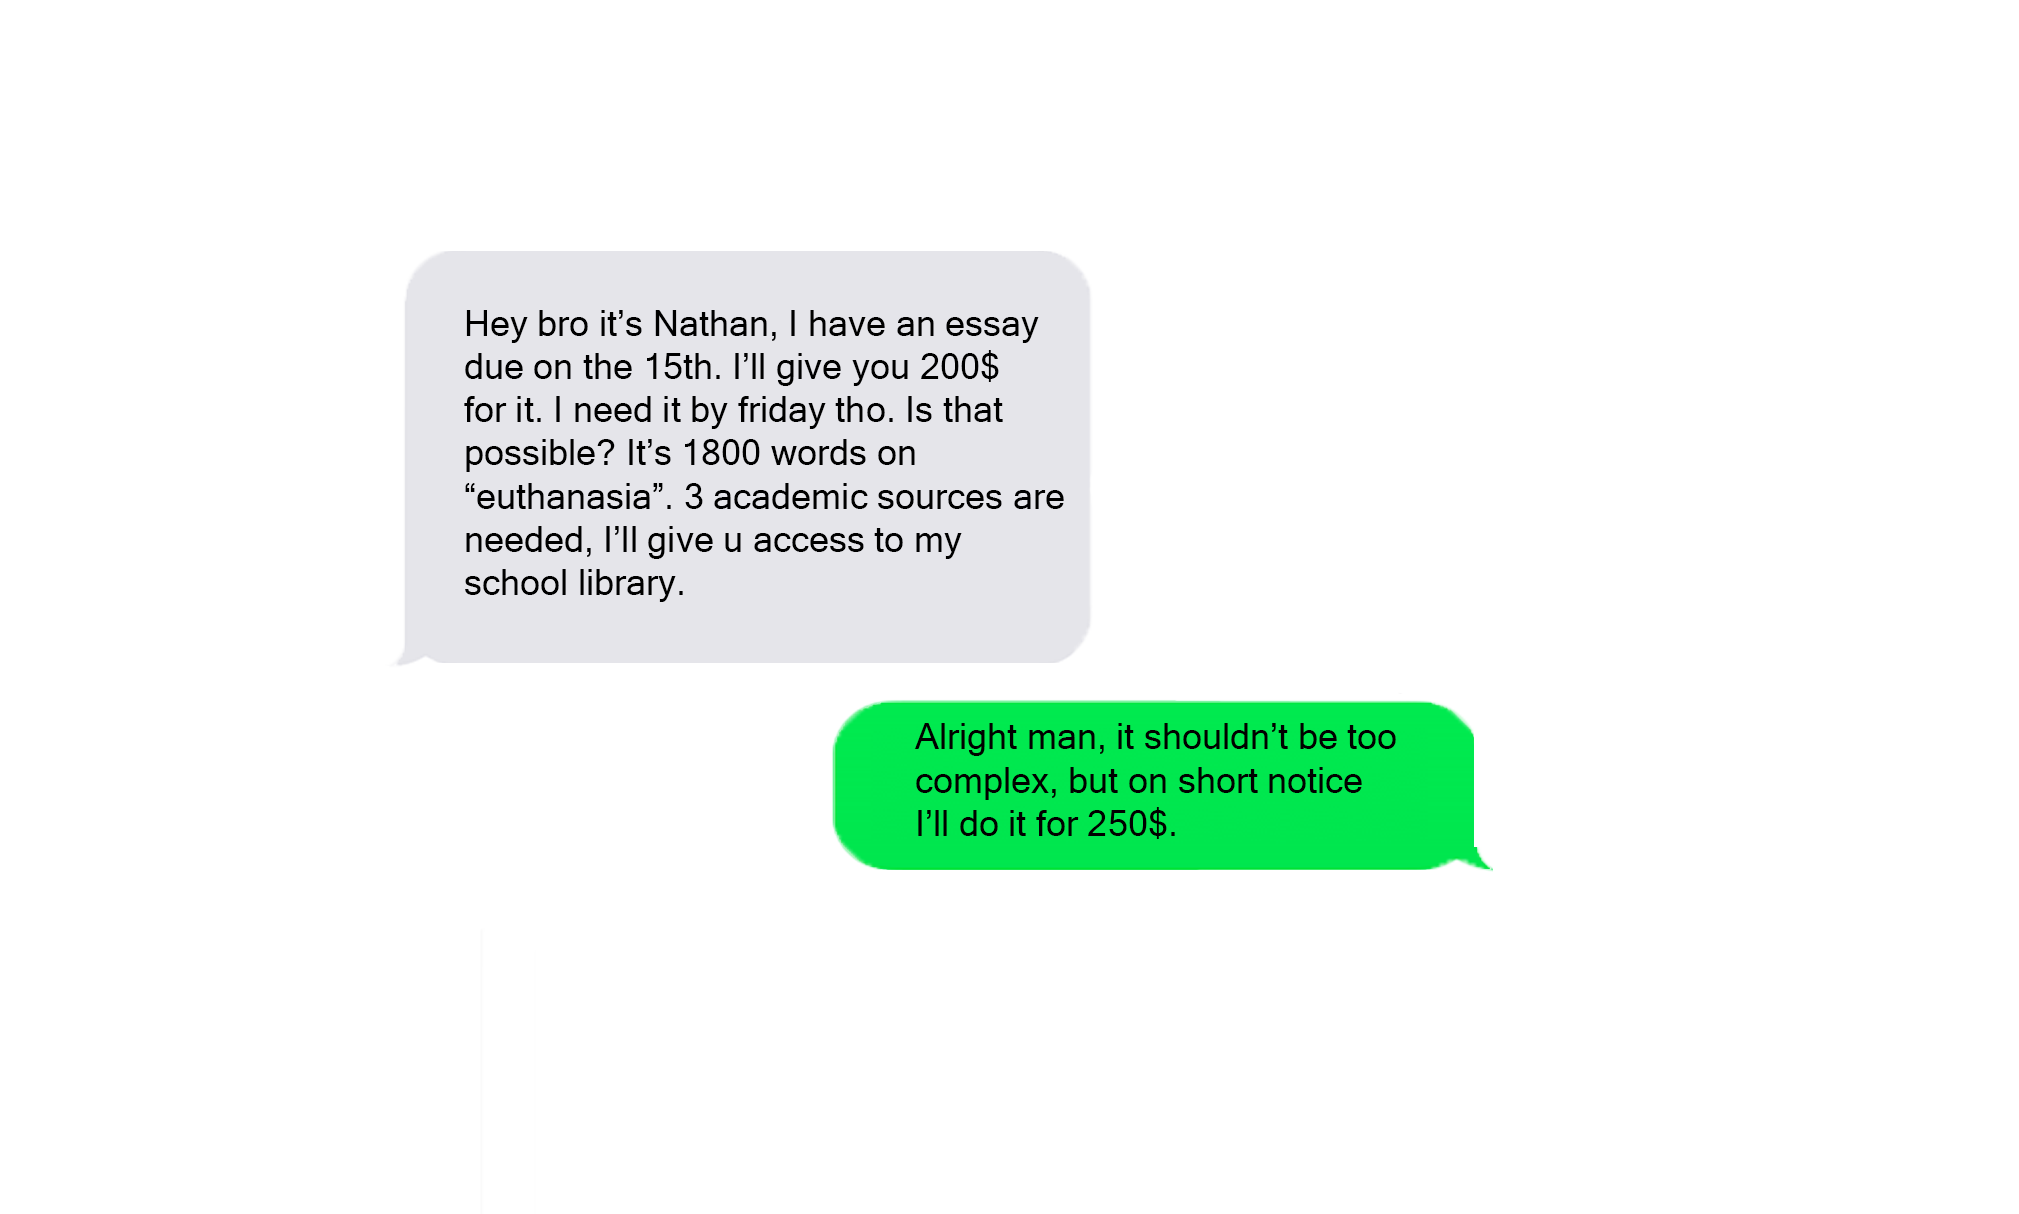 Hey bro it’s Nathan, I have an essay
due on the 15th. I’ll give you 200$
for it. I need it by friday tho. Is that
possible? It’s 1800 words on
“euthanasia”. 3 academic sources are
needed, I’ll give u access to my
school library.
Alright man, it shouldn’t be too
complex, but on short notice
I’ll do it for 250$.